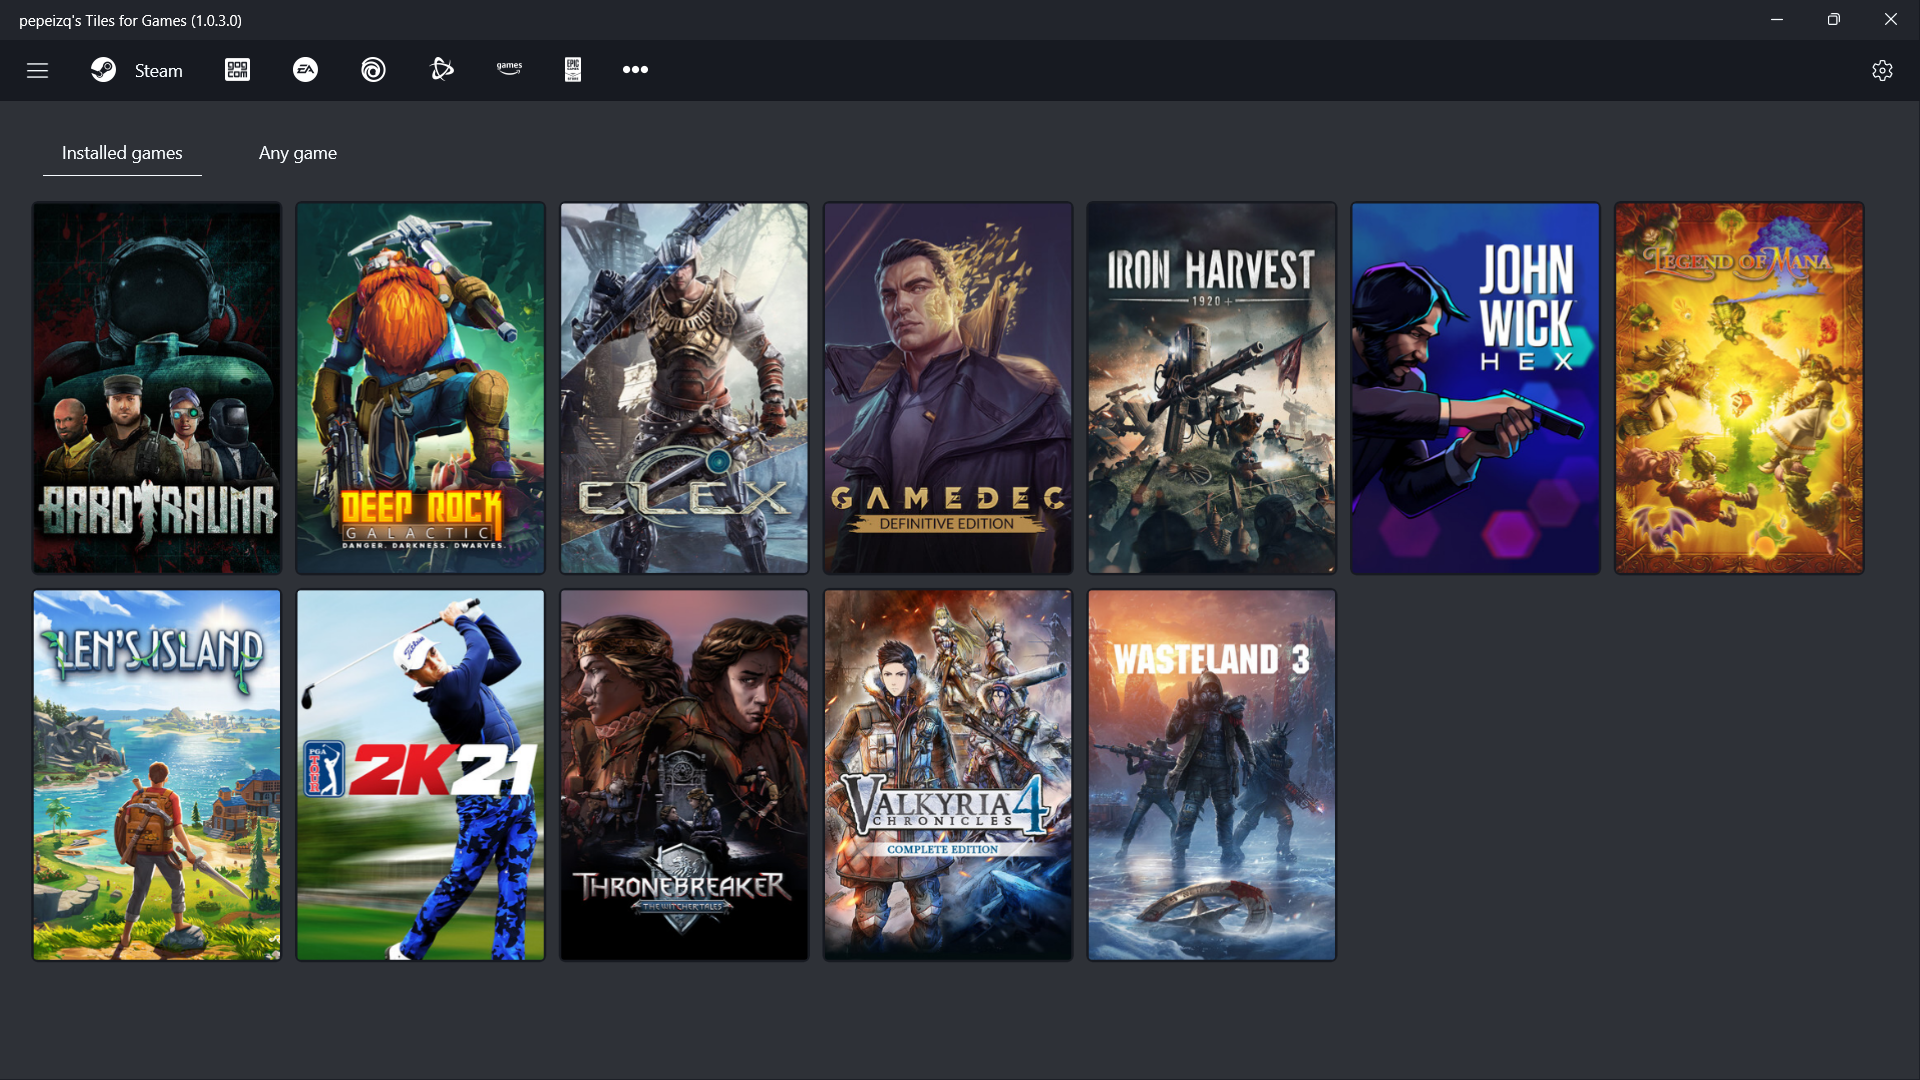 pepeizq's Tiles for Games (1.0.3.0)
Steam
GOG
COM
EA
games
EPIC
GAMES
STORE
Installed games
Any game
BAROTRAUMA
DEEP ROCK
GALACTIC
DANGER. DARKNESS. DWARVES.
ELEX
GAMEDEC
DEFINITIVE EDITION
IRON HARVEST
1920+
JOHN
WICK
HEX
LEGEND OF MANA
LEN'S ISLAND
Titleist
PGA
TOUR
2K21
THRONEBREAKER
THE WITCHER TALES
VALKYRIA
CHRONICLES 4
COMPLETE EDITION
WASTELAND 3